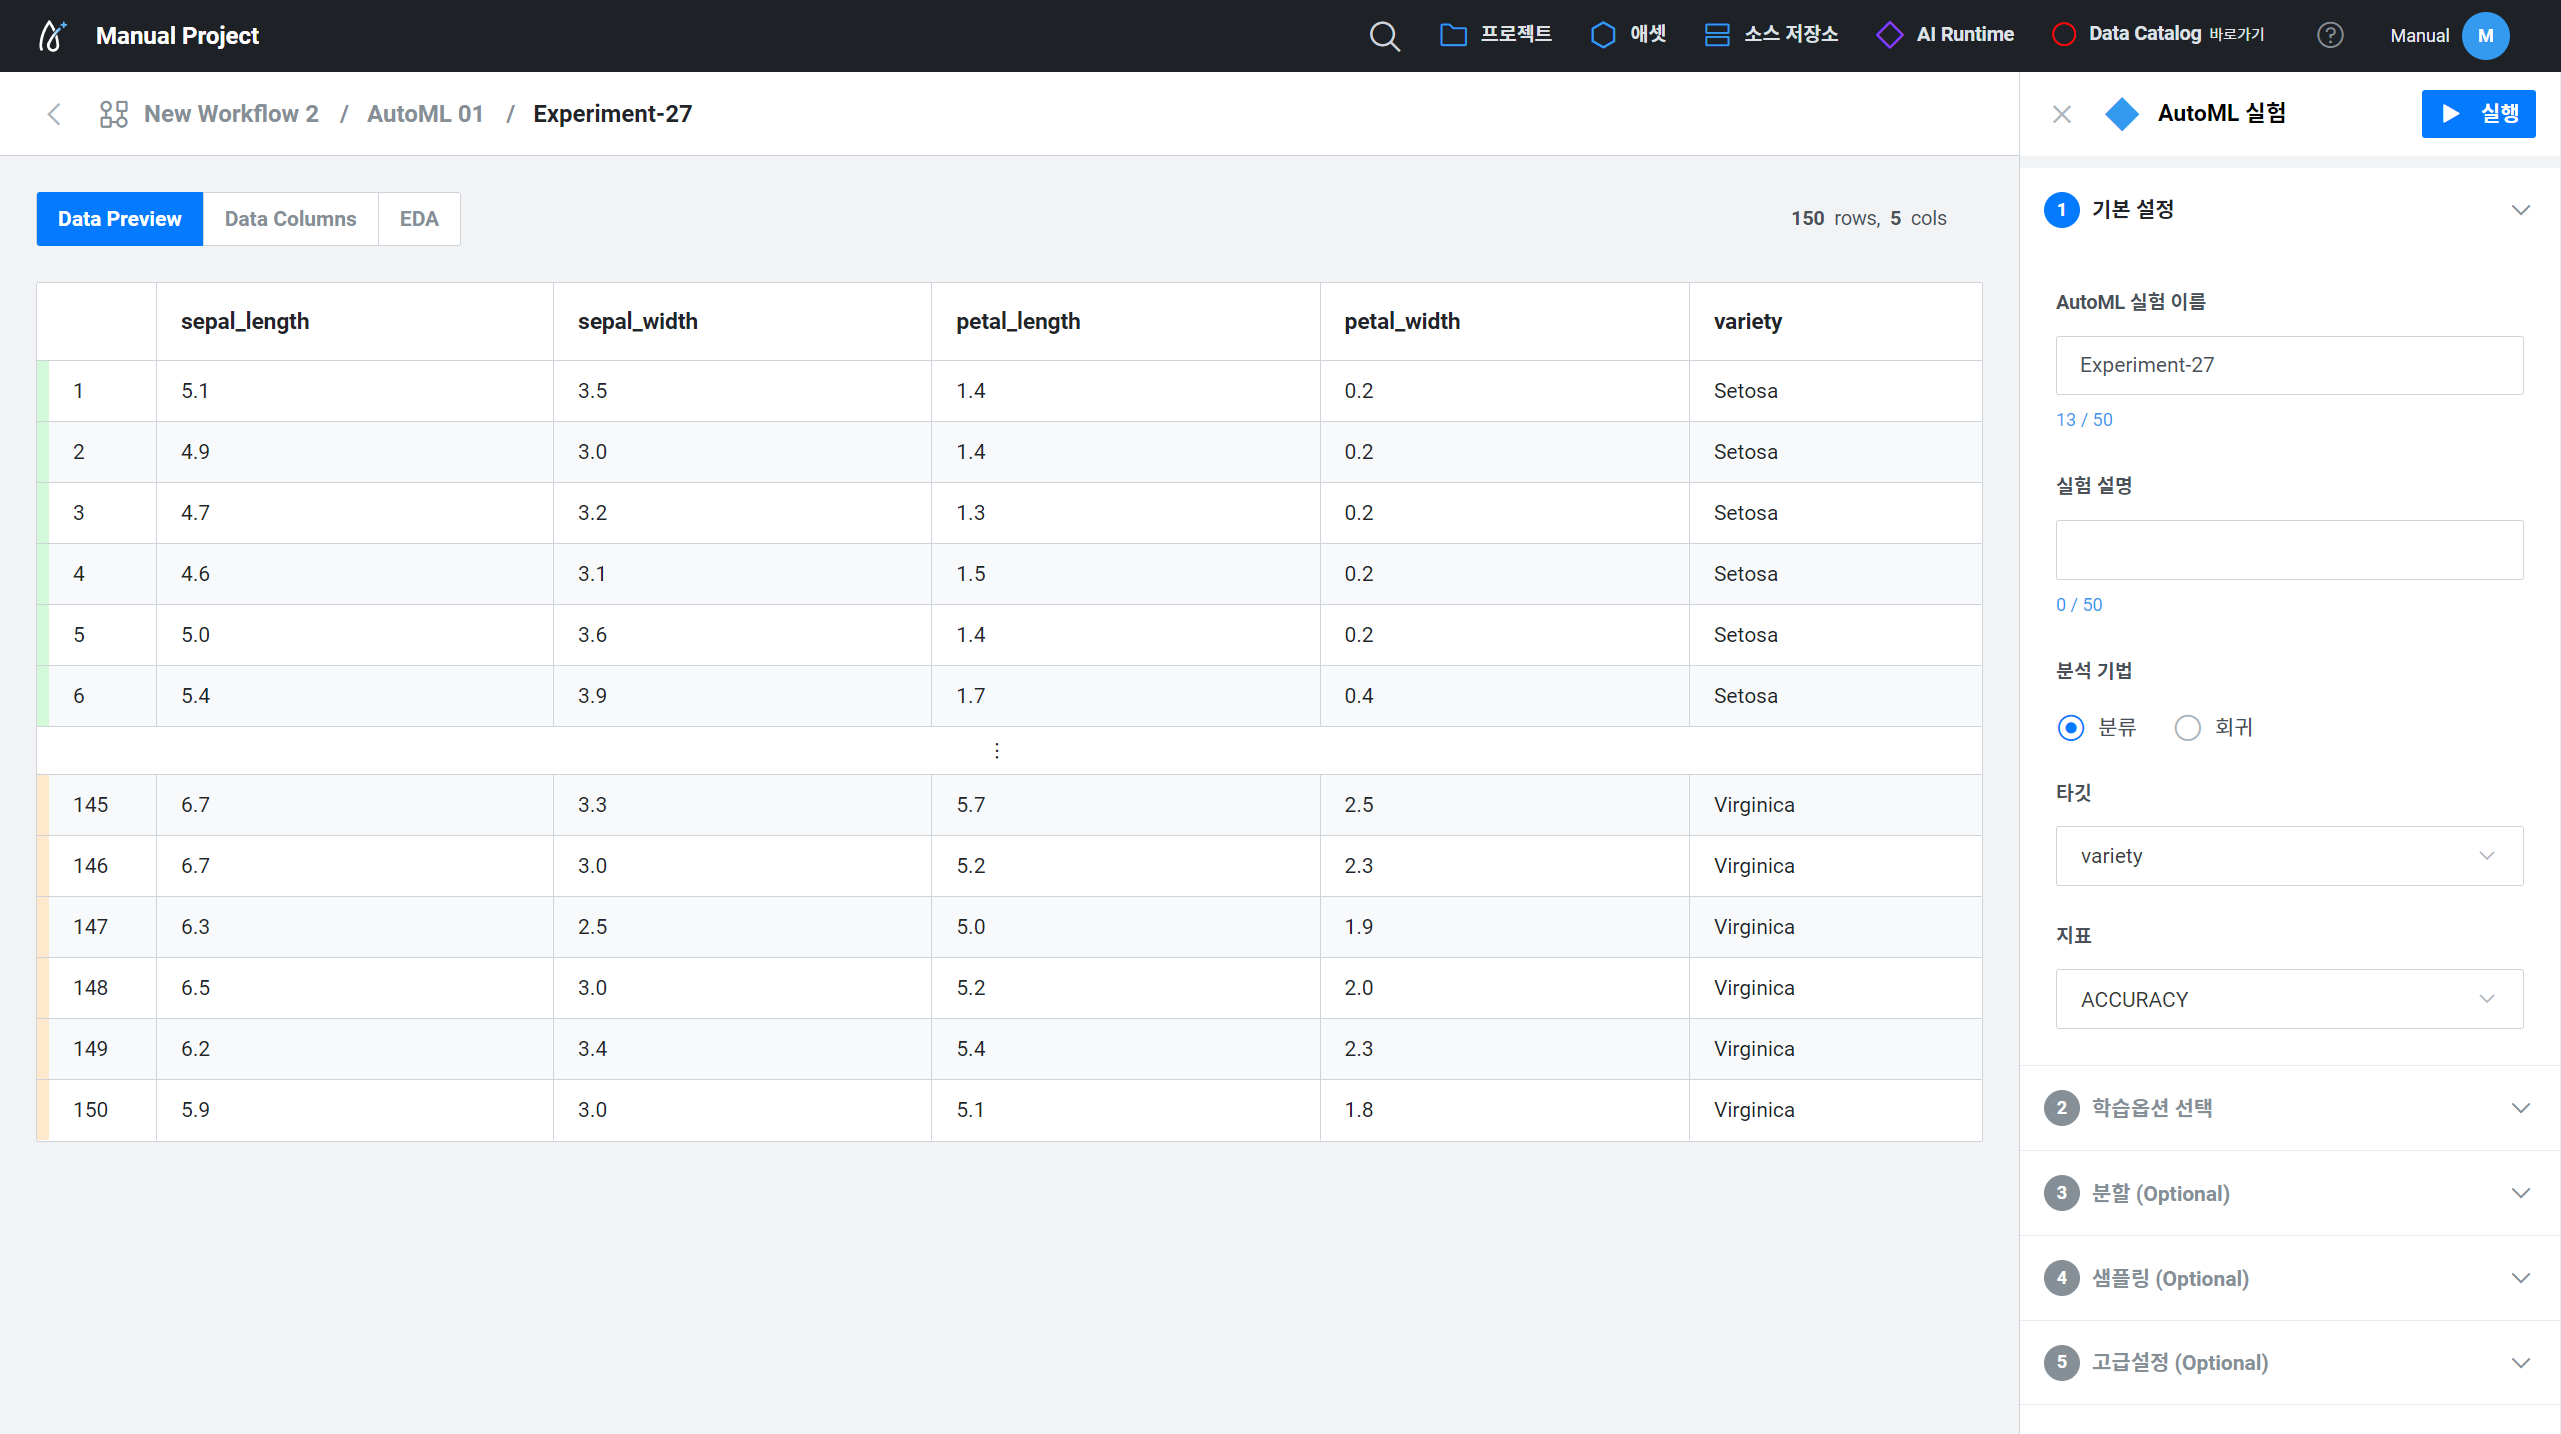 Manual Project 프로젝트 애셋 소스 저장소 AI Runtime Data Catalog 바로가기 ? Manual M
New Workflow 2 / AutoML 01 / Experiment-27
Data Preview Data Columns EDA 150 rows, 5 cols
sepal_length sepal_width petal_length petal_width variety
1 5.1 3.5 1.4 0.2 Setosa
2 4.9 3.0 1.4 0.2 Setosa
3 4.7 3.2 1.3 0.2 Setosa
4 4.6 3.1 1.5 0.2 Setosa
5 5.0 3.6 1.4 0.2 Setosa
6 5.4 3.9 1.7 0.4 Setosa
⋮
145 6.7 3.3 5.7 2.5 Virginica
146 6.7 3.0 5.2 2.3 Virginica
147 6.3 2.5 5.0 1.9 Virginica
148 6.5 3.0 5.2 2.0 Virginica
149 6.2 3.4 5.4 2.3 Virginica
150 5.9 3.0 5.1 1.8 Virginica
AutoML 실험 실행
1 기본 설정
AutoML 실험 이름
Experiment-27
13 / 50
실험 설명
0 / 50
분석 기법
분류 회귀
타깃
variety
지표
ACCURACY
2 학습옵션 선택
3 분할 (Optional)
4 샘플링 (Optional)
5 고급설정 (Optional)